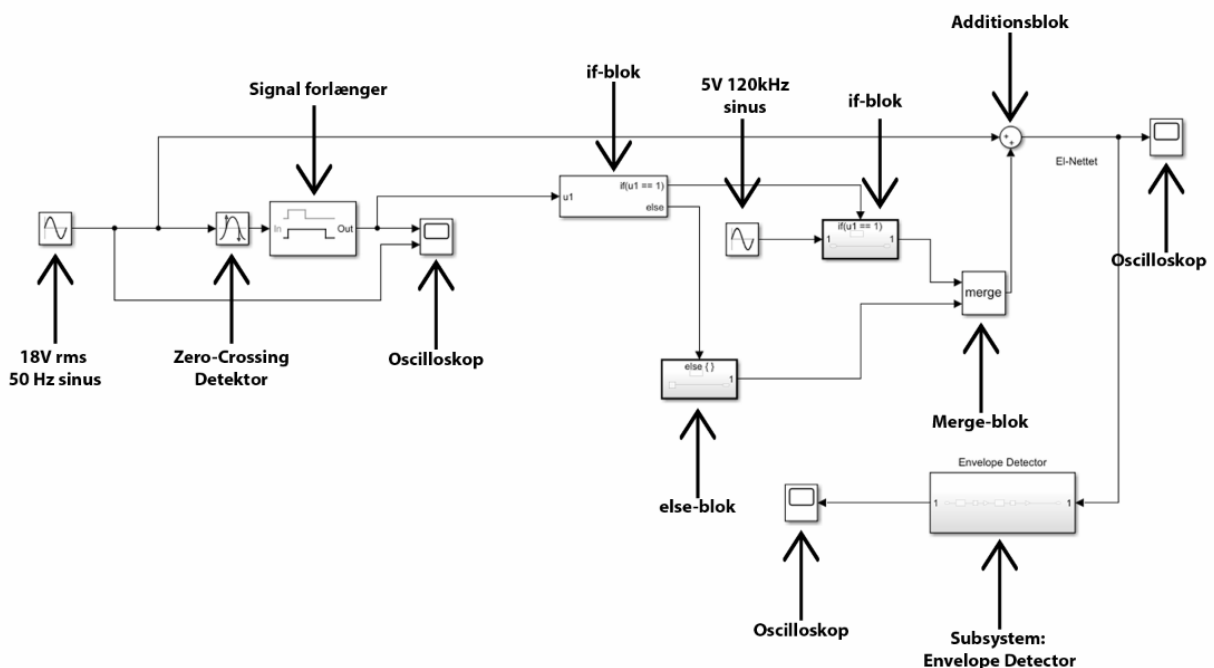 Additionsblok
if-blok
Signal forlænger
5V 120kHz
sinus
if-blok
El-Nettet
if(u1 == 1)
u1
else
In
Out
if(u1 == 1)
1
1
Oscilloskop
merge
18V rms
50 Hz sinus
Zero-Crossing
Detektor
Oscilloskop
else { }
1
Merge-blok
Envelope Detector
else-blok
1
1
Oscilloskop
Subsystem:
Envelope Detector